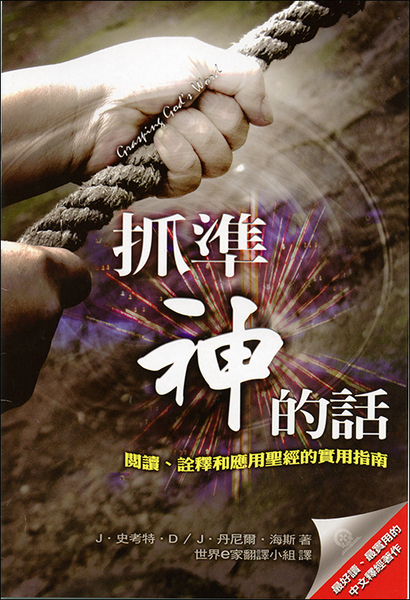 Grasping God's Word
抓準
神
的話
閱讀、詮釋和應用聖經的實用指南
J‧史考特‧D / J‧丹尼爾‧海斯 著
世界e家翻譯小組 譯
最好讀、最實用的
中文釋經著作